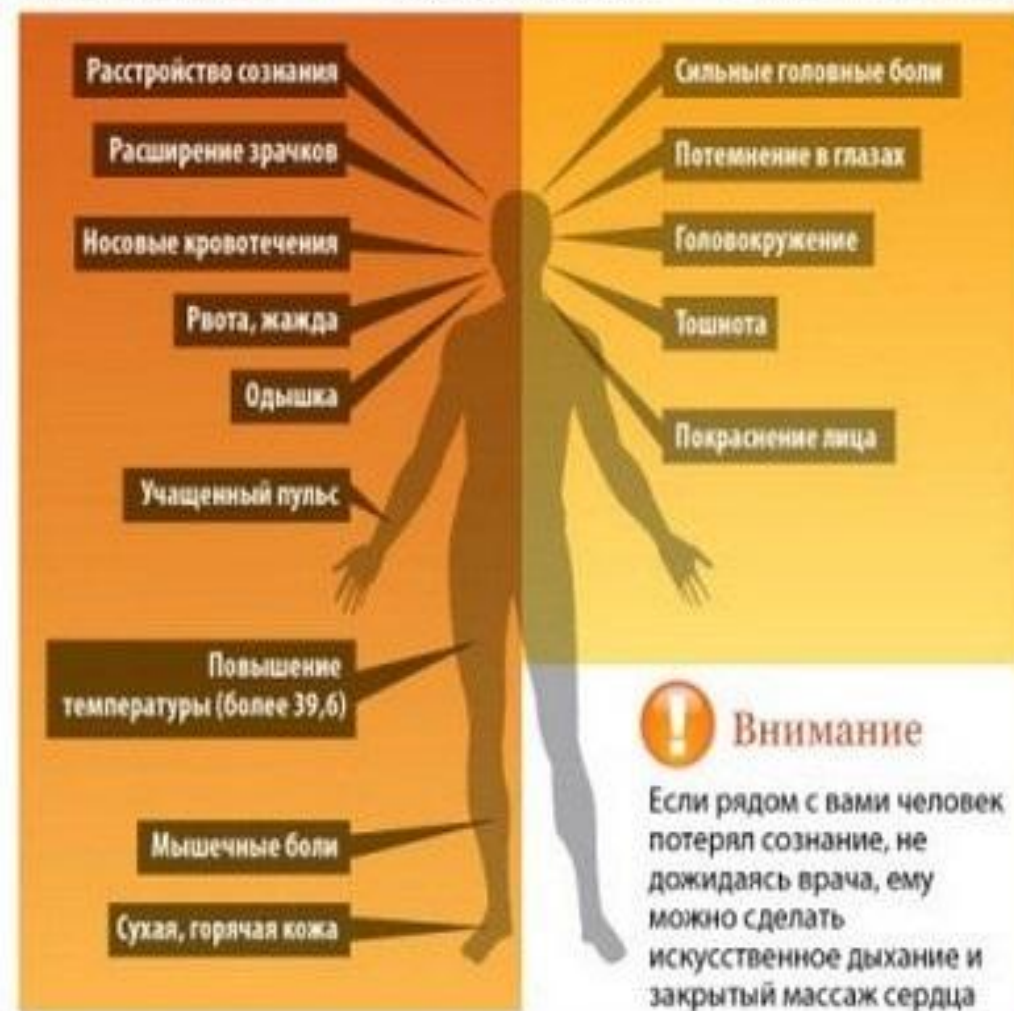 Расстройство сознания
Расширение зрачков
Носовые кровотечения
Рвота, жажда
Одышка
Учащенный пульс
Повышение
температуры (более 39,6)
Мышечные боли
Сухая, горячая кожа
Сильные головные боли
Потемнение в глазах
Головокружение
Тошнота
Покраснение лица
! Внимание
Если рядом с вами человек
потерял сознание, не
дожидаясь врача, ему
можно сделать
искусственное дыхание и
закрытый массаж сердца